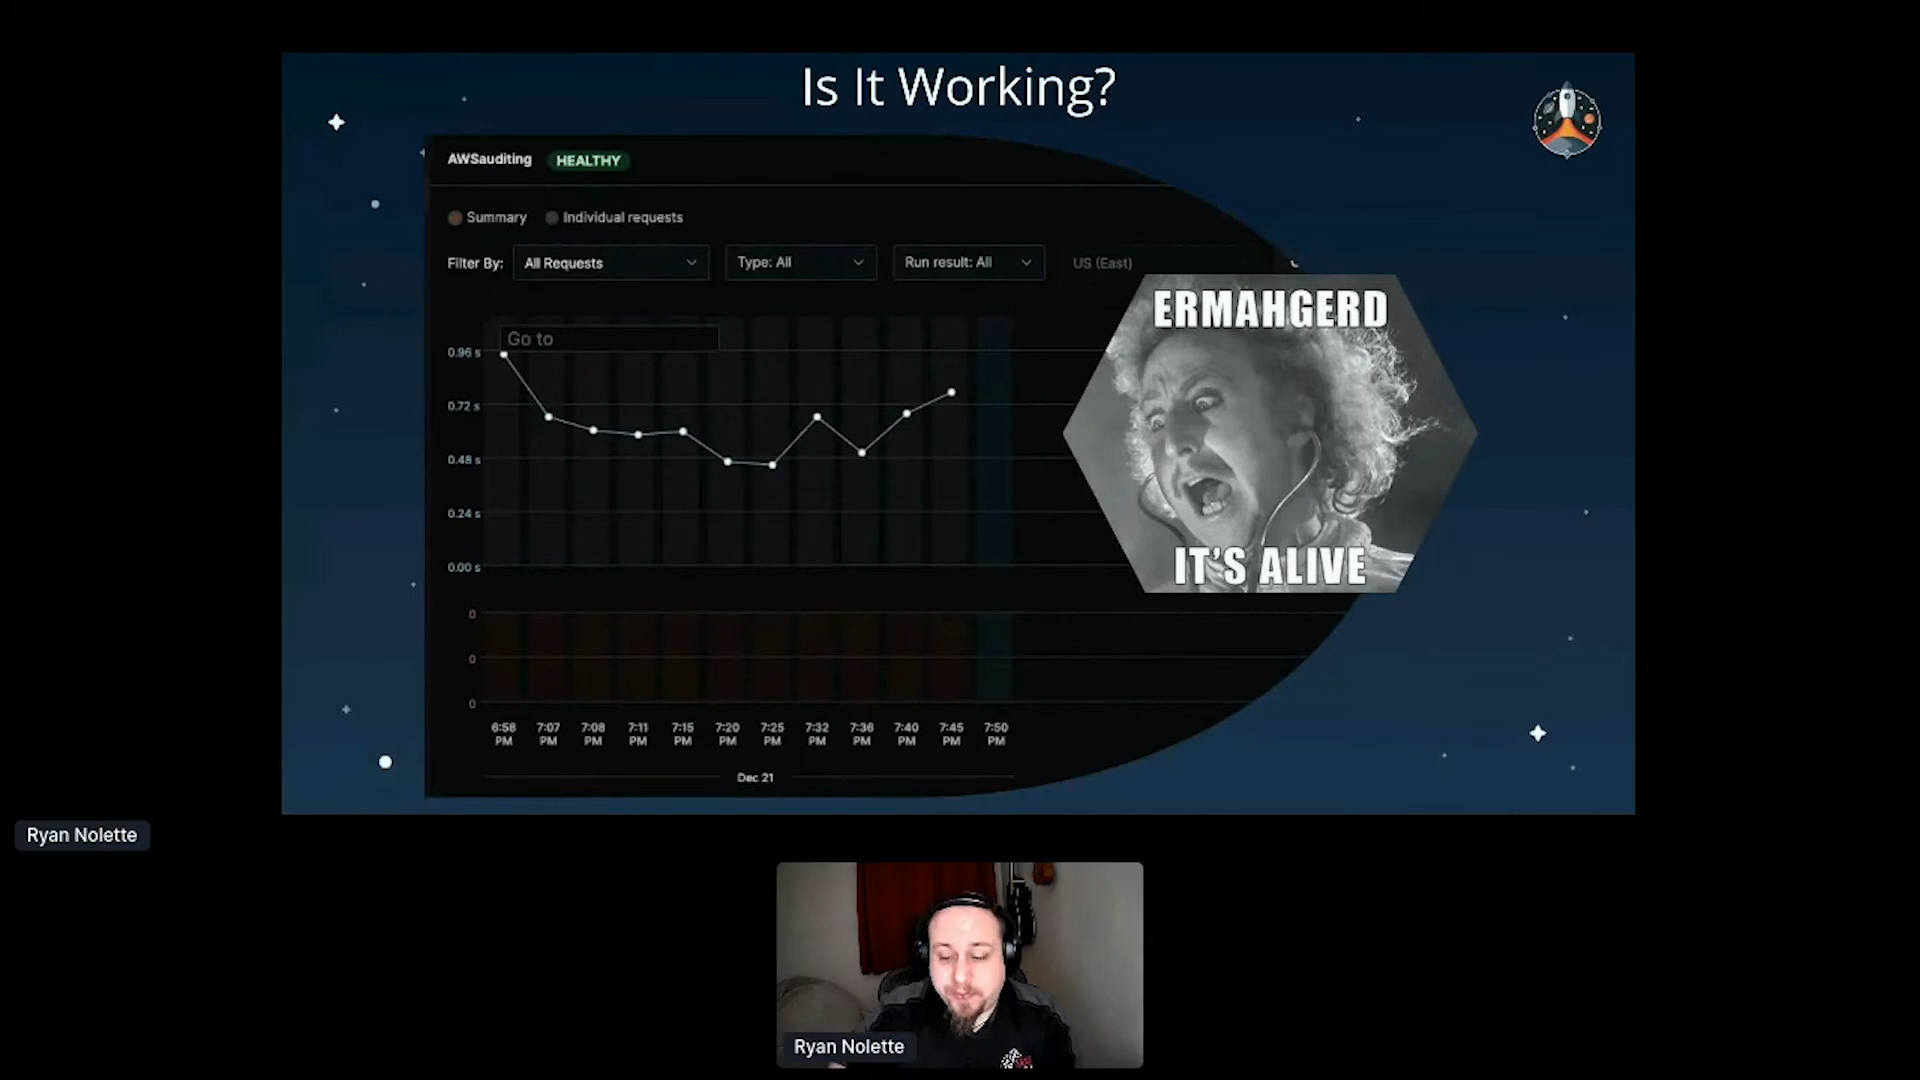 Is It Working?
AWSauditing HEALTHY
Summary Individual requests
Filter By: All Requests Type: All Run result: All US (East)
Go to
0.96 s
0.72 s
0.48 s
0.24 s
0.00 s
0
0
0
6:58 PM 7:07 PM 7:08 PM 7:11 PM 7:15 PM 7:20 PM 7:25 PM 7:32 PM 7:36 PM 7:40 PM 7:45 PM 7:50 PM
Dec 21
ERMAHGERD
IT'S ALIVE
Ryan Nolette
Ryan Nolette